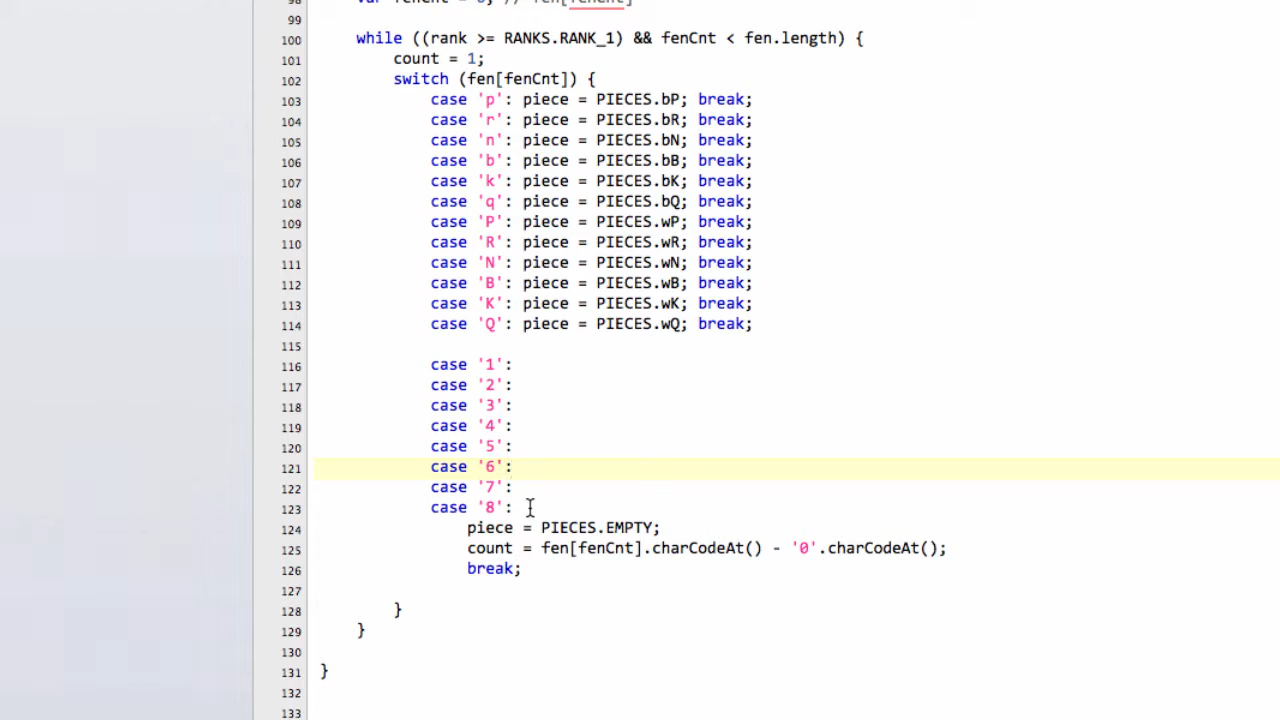 98 var fenCnt = 0; // fen[fenCnt]
99
100 while ((rank >= RANKS.RANK_1) && fenCnt < fen.length) {
101 count = 1;
102 switch (fen[fenCnt]) {
103 case 'p': piece = PIECES.bP; break;
104 case 'r': piece = PIECES.bR; break;
105 case 'n': piece = PIECES.bN; break;
106 case 'b': piece = PIECES.bB; break;
107 case 'k': piece = PIECES.bK; break;
108 case 'q': piece = PIECES.bQ; break;
109 case 'P': piece = PIECES.wP; break;
110 case 'R': piece = PIECES.wR; break;
111 case 'N': piece = PIECES.wN; break;
112 case 'B': piece = PIECES.wB; break;
113 case 'K': piece = PIECES.wK; break;
114 case 'Q': piece = PIECES.wQ; break;
115
116 case '1':
117 case '2':
118 case '3':
119 case '4':
120 case '5':
121 case '6':
122 case '7':
123 case '8':
124 piece = PIECES.EMPTY;
125 count = fen[fenCnt].charCodeAt() - '0'.charCodeAt();
126 break;
127
128 }
129 }
130
131 }
132
133